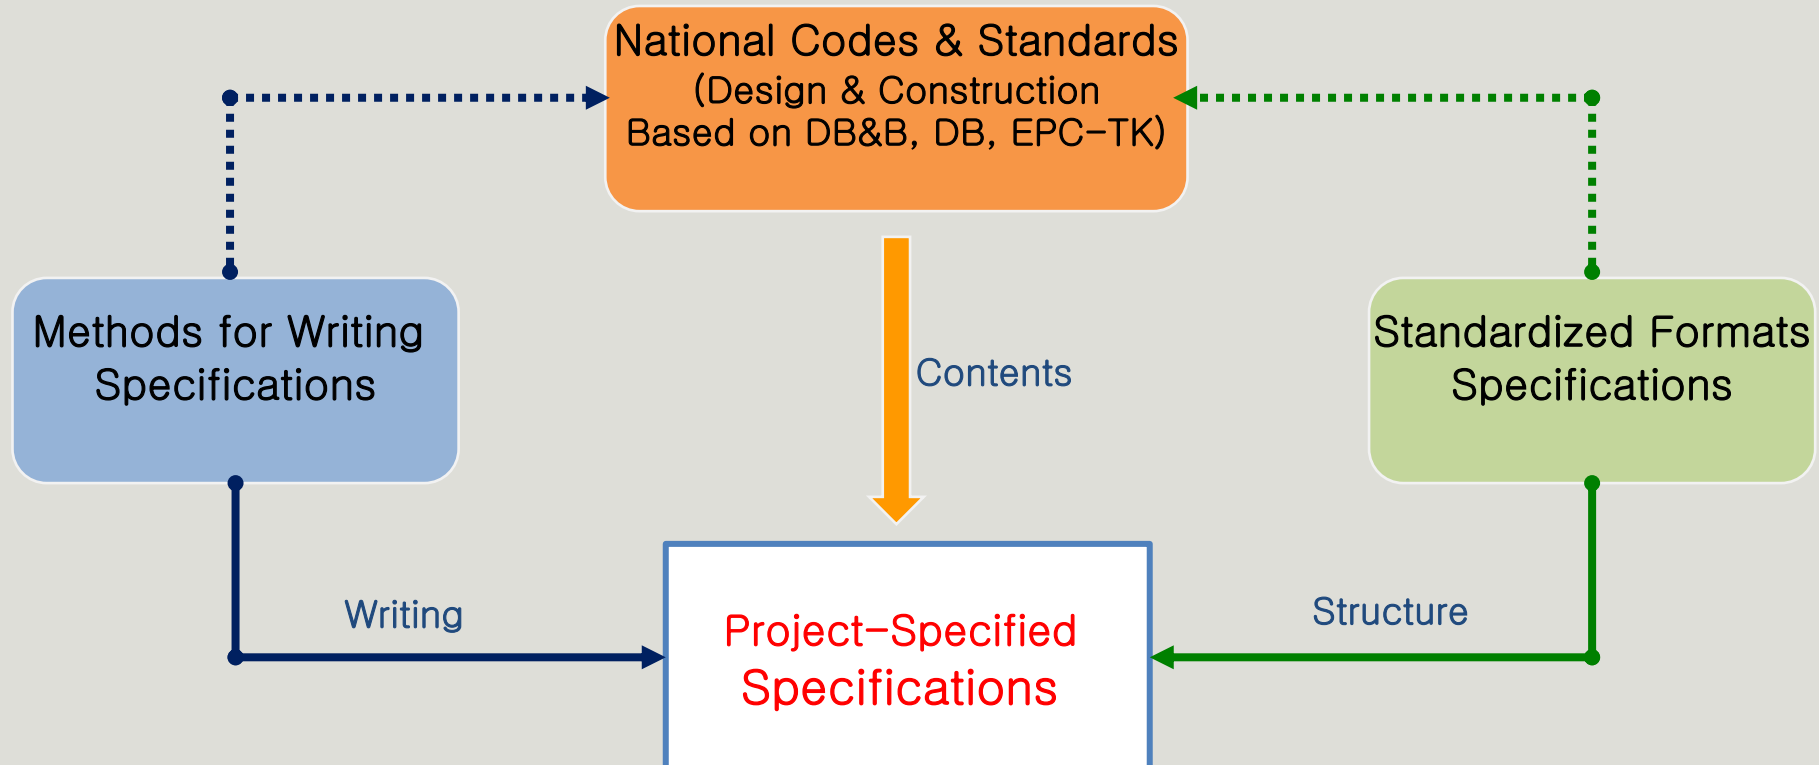 National Codes & Standards
(Design & Construction
Based on DB&B, DB, EPC-TK)
Methods for Writing
Specifications
Contents
Standardized Formats
Specifications
Writing
Project-Specified
Specifications
Structure